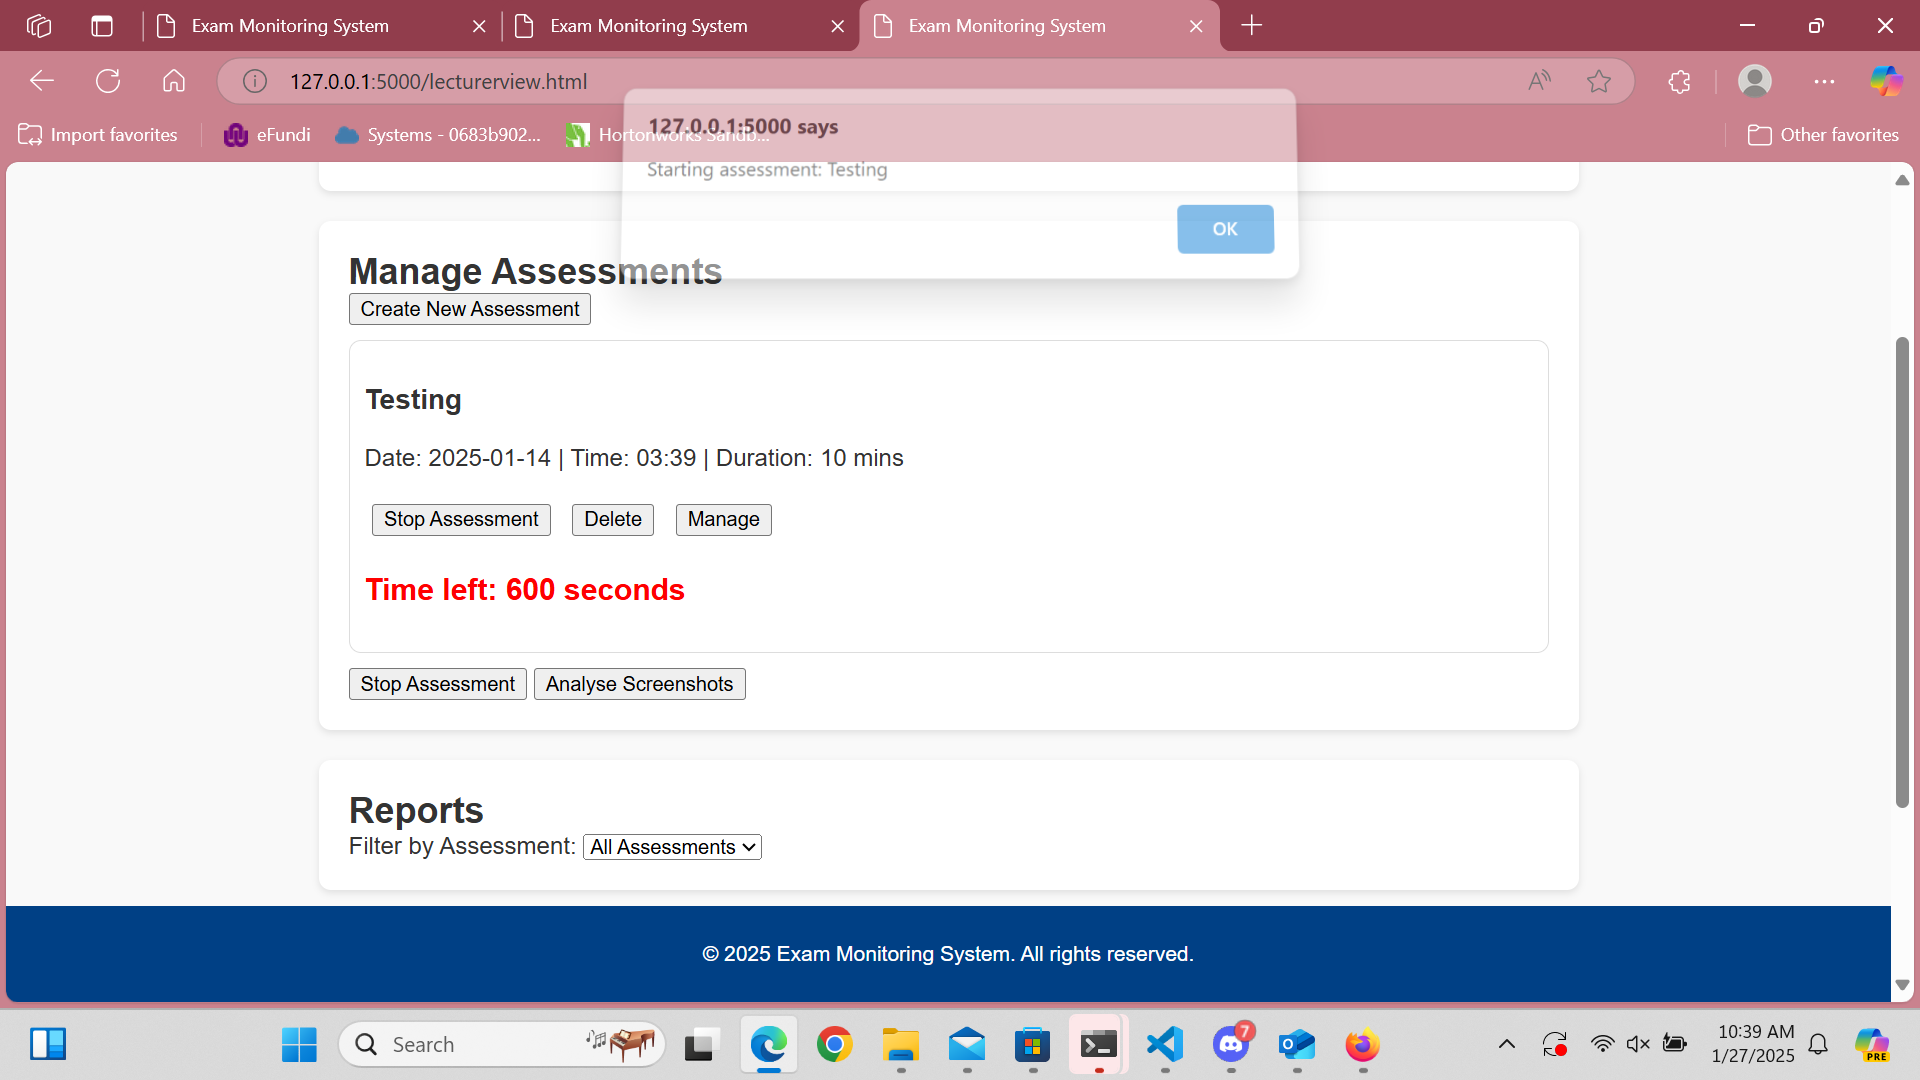 Exam Monitoring System
Exam Monitoring System
Exam Monitoring System
127.0.0.1:5000/lecturerview.html
Import favorites
eFundi
Systems - 0683b902...
Hortonworks Sandb...
Other favorites
127.0.0.1:5000 says
Starting assessment: Testing
OK
Manage Assessments
Create New Assessment
Testing
Date: 2025-01-14 | Time: 03:39 | Duration: 10 mins
Stop Assessment Delete Manage
Time left: 600 seconds
Stop Assessment Analyse Screenshots
Reports
Filter by Assessment: All Assessments
© 2025 Exam Monitoring System. All rights reserved.
Search
7
10:39 AM
1/27/2025
PRE